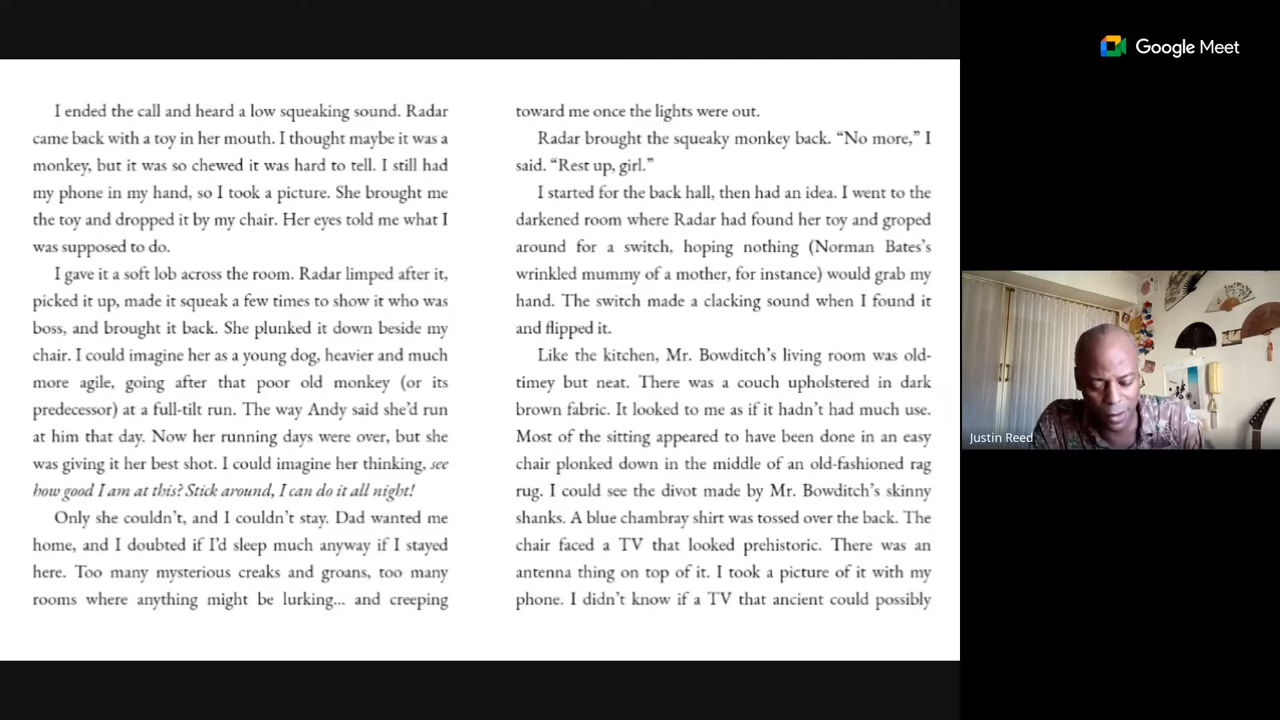 I ended the call and heard a low squeaking sound. Radar
came back with a toy in her mouth. I thought maybe it was a
monkey, but it was so chewed it was hard to tell. I still had
my phone in my hand, so I took a picture. She brought me
the toy and dropped it by my chair. Her eyes told me what I
was supposed to do.
I gave it a soft lob across the room. Radar limped after it,
picked it up, made it squeak a few times to show it who was
boss, and brought it back. She plunked it down beside my
chair. I could imagine her as a young dog, heavier and much
more agile, going after that poor old monkey (or its
predecessor) at a full-tilt run. The way Andy said she’d run
at him that day. Now her running days were over, but she
was giving it her best shot. I could imagine her thinking, see
how good I am at this? Stick around, I can do it all night!
Only she couldn’t, and I couldn’t stay. Dad wanted me
home, and I doubted if I’d sleep much anyway if I stayed
here. Too many mysterious creaks and groans, too many
rooms where anything might be lurking... and creeping
toward me once the lights were out.
Radar brought the squeaky monkey back. “No more,” I
said. “Rest up, girl.”
I started for the back hall, then had an idea. I went to the
darkened room where Radar had found her toy and groped
around for a switch, hoping nothing (Norman Bates’s
wrinkled mummy of a mother, for instance) would grab my
hand. The switch made a clacking sound when I found it
and flipped it.
Like the kitchen, Mr. Bowditch’s living room was old-
timey but neat. There was a couch upholstered in dark
brown fabric. It looked to me as if it hadn’t had much use.
Most of the sitting appeared to have been done in an easy
chair plonked down in the middle of an old-fashioned rag
rug. I could see the divot made by Mr. Bowditch’s skinny
shanks. A blue chambray shirt was tossed over the back. The
chair faced a TV that looked prehistoric. There was an
antenna thing on top of it. I took a picture of it with my
phone. I didn’t know if a TV that ancient could possibly
Google Meet
Justin Reed